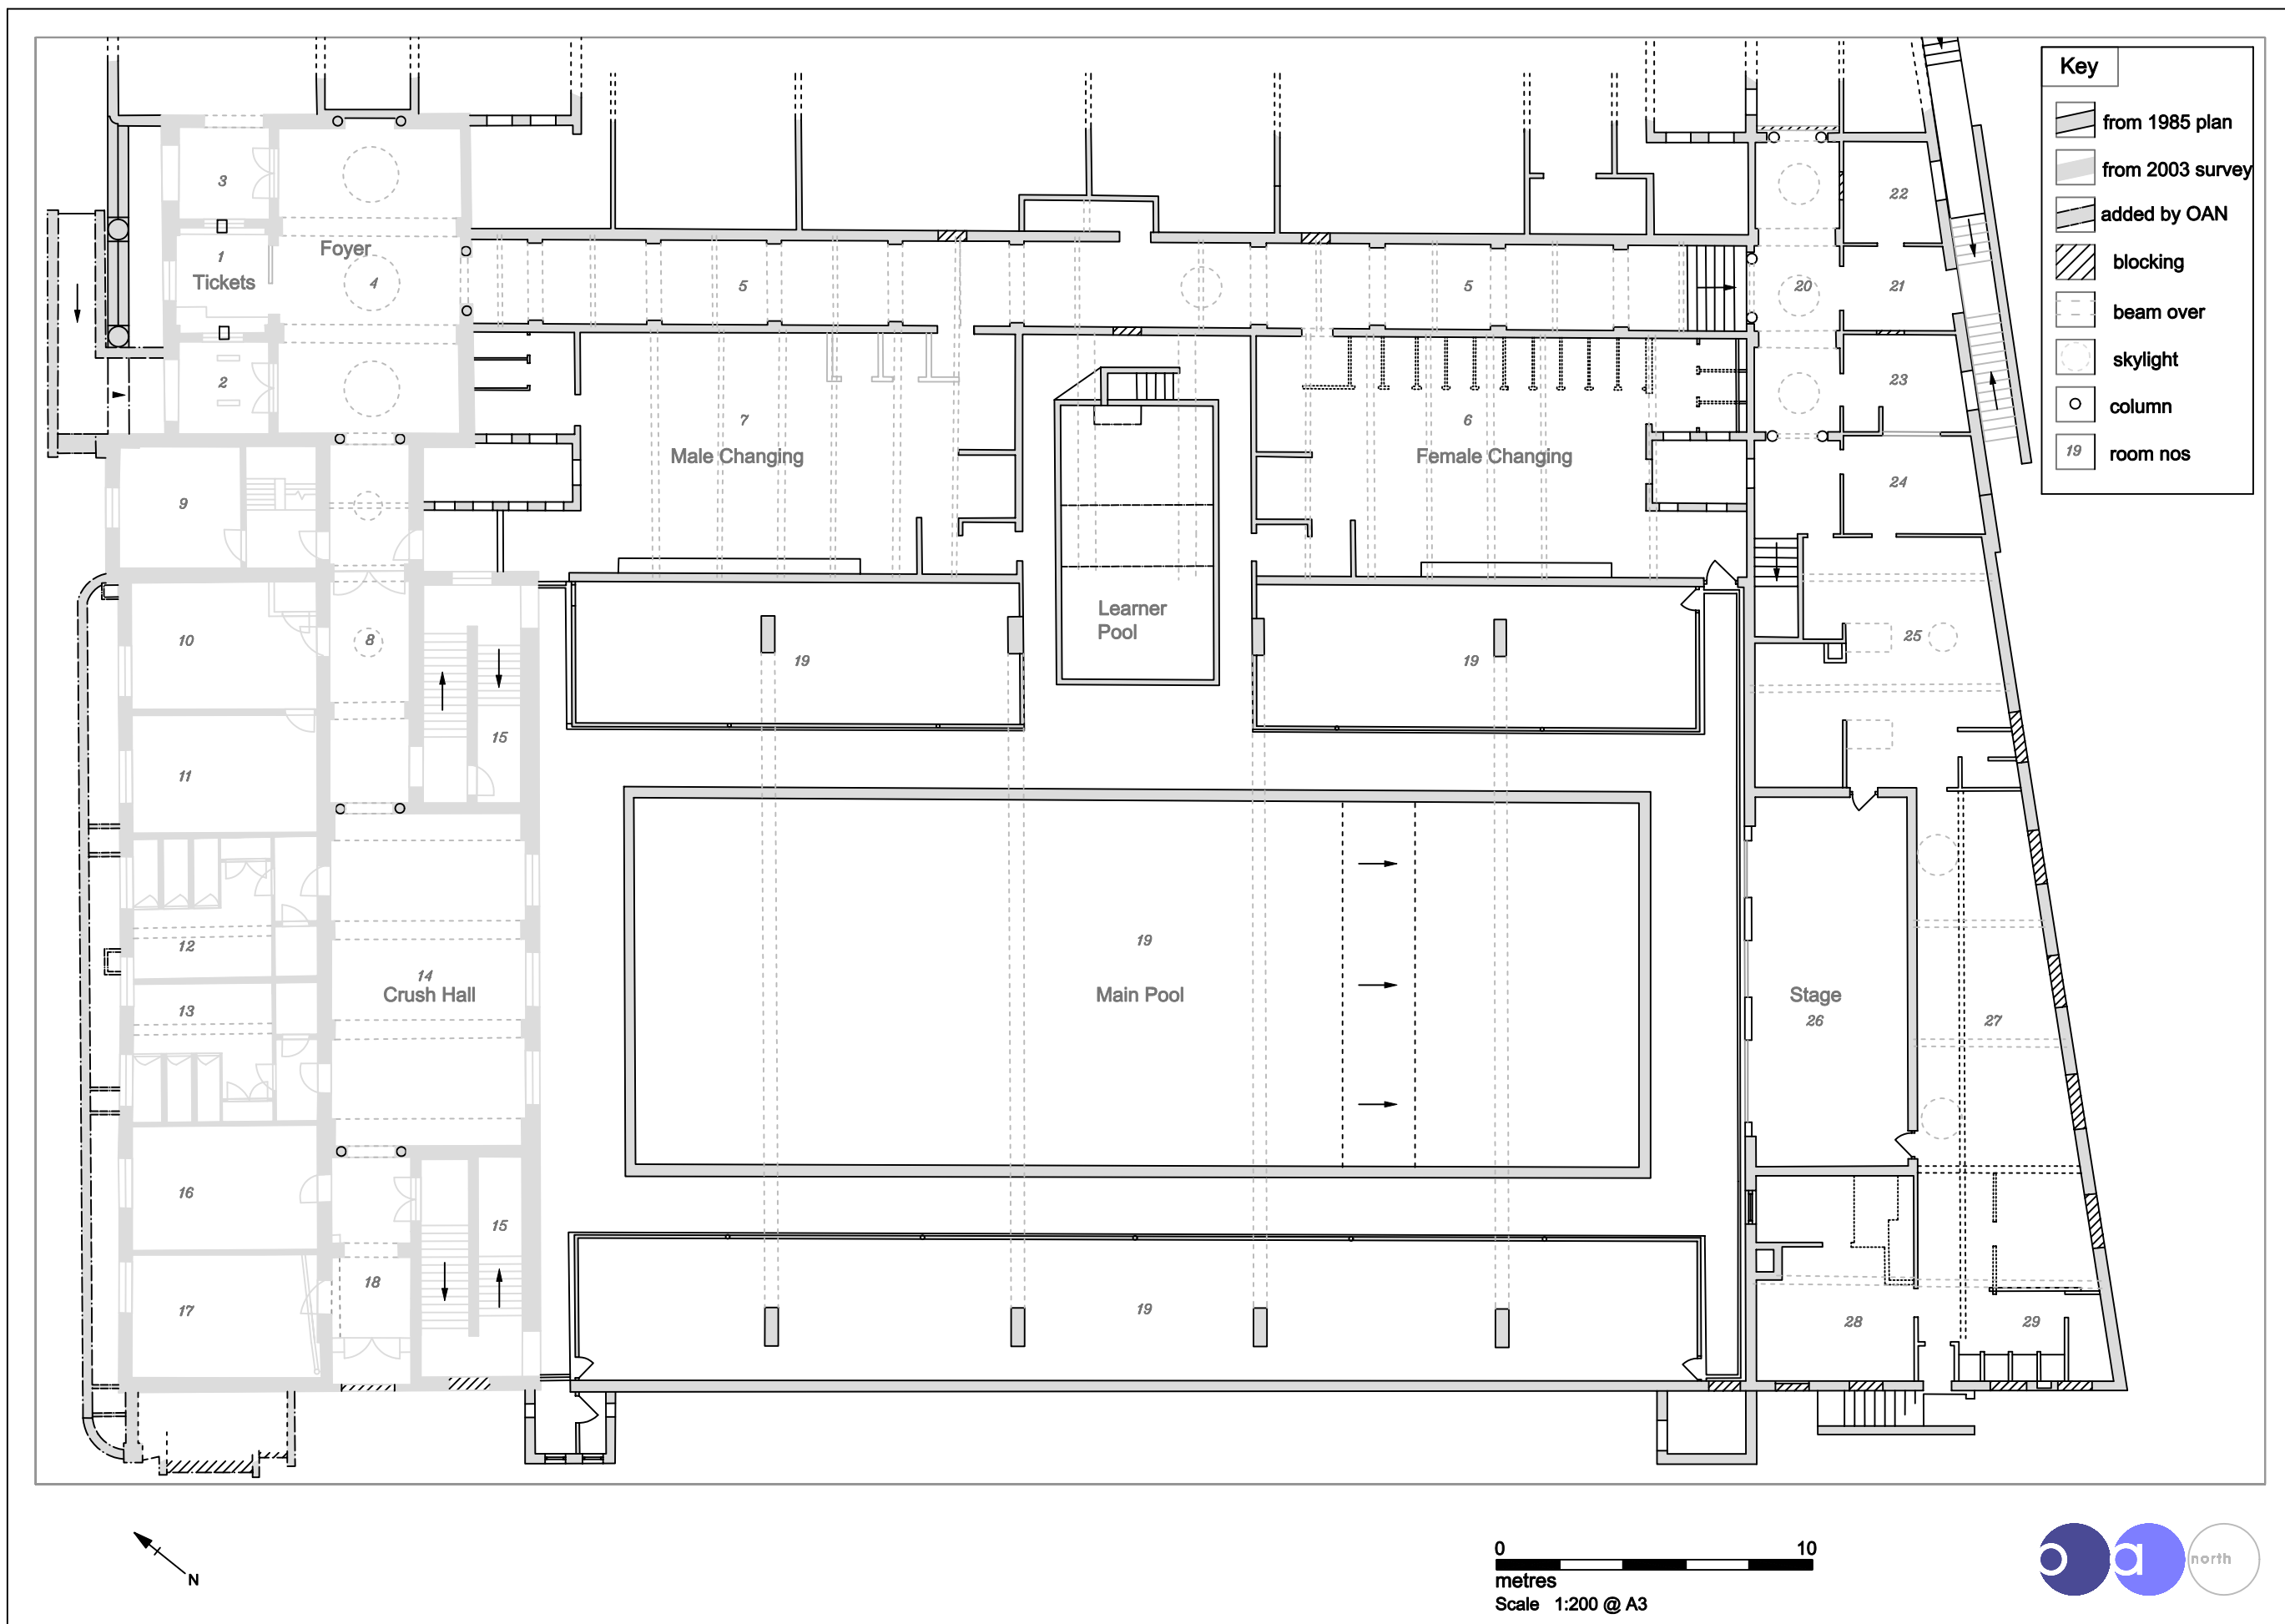 Key
from 1985 plan
from 2003 survey
added by OAN
blocking
beam over
skylight
column
19 room nos
3
Foyer
1
Tickets
4
2
5
5
20
22
21
23
24
7
Male Changing
6
Female Changing
9
10
8
11
15
19
Learner
Pool
19
25
12
13
14
Crush Hall
19
Main Pool
Stage
26
27
16
15
17
18
19
28
29
N
0 10
metres
Scale 1:200 @ A3
oa north